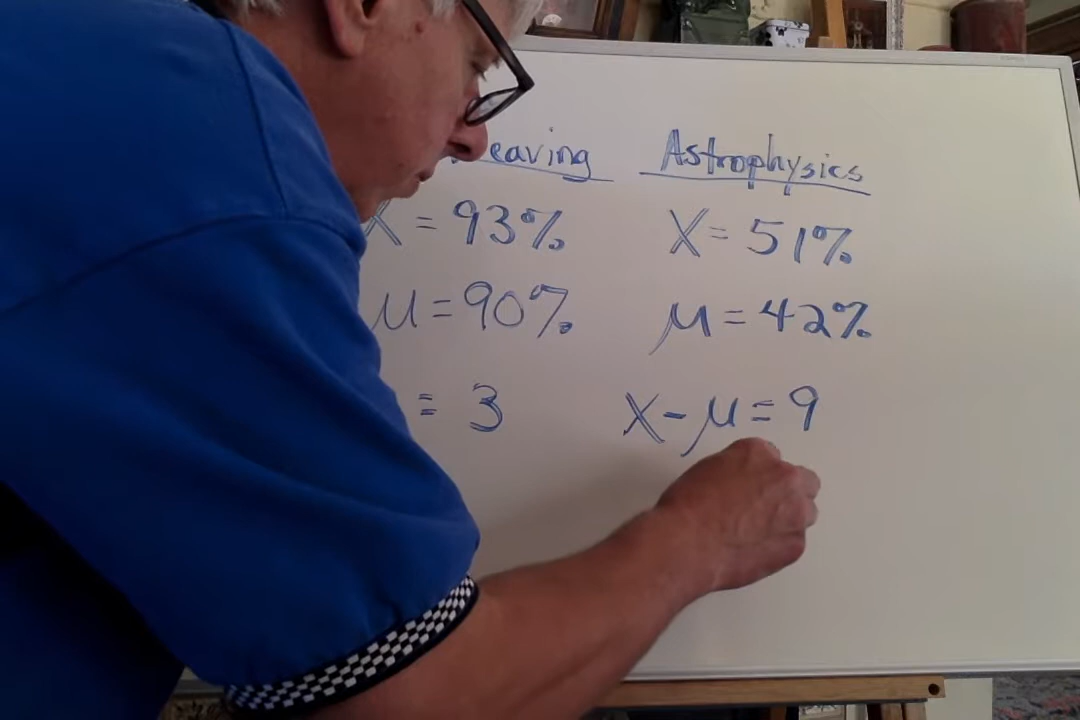 eaving Astrophysics
X = 93% X = 51%
μ = 90% μ = 42%
= 3 X - μ = 9